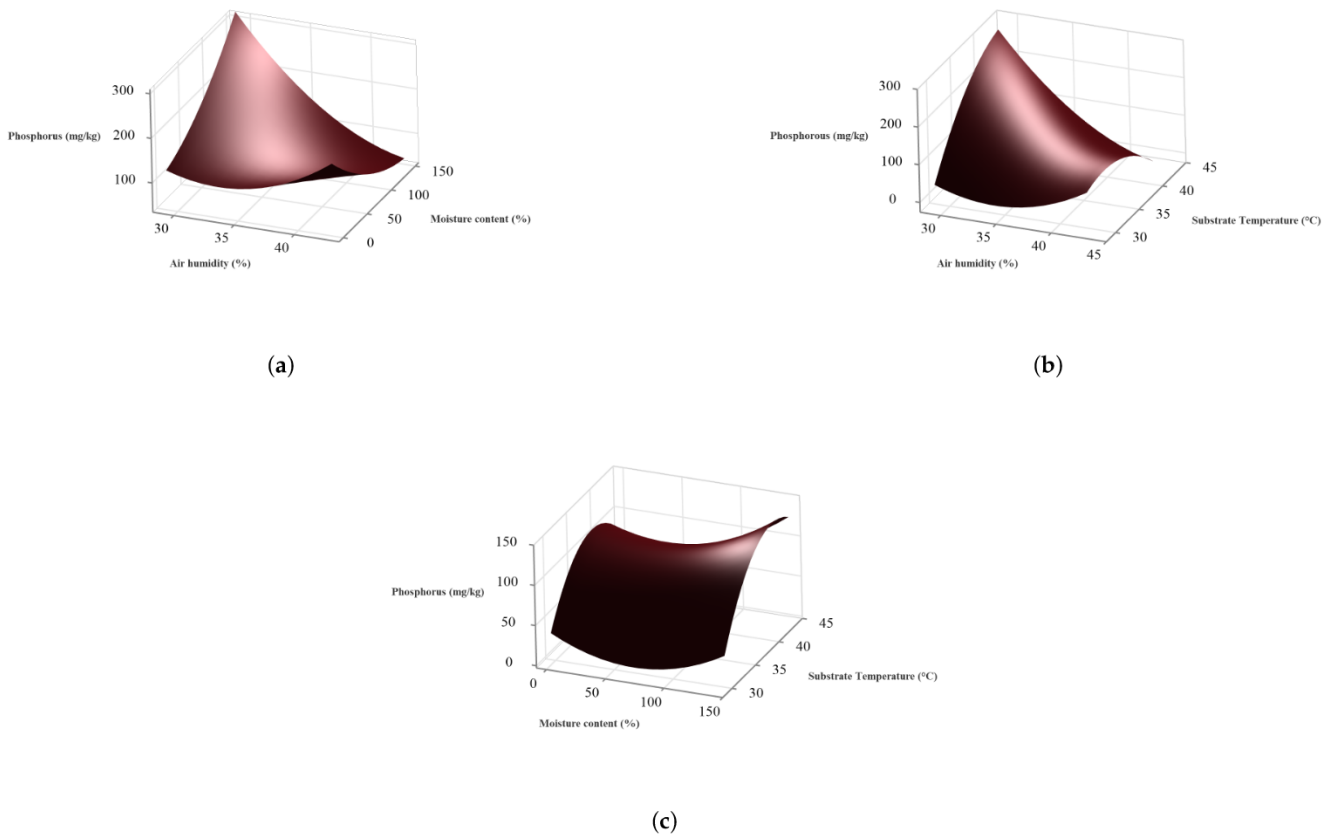 300
200
100
Phosphorus (mg/kg)
30
35
40
Air humidity (%)
0
50
100
150
Moisture content (%)
(a)
300
200
100
0
Phosphorous (mg/kg)
30
35
40
45
Air humidity (%)
30
35
40
45
Substrate Temperature (°C)
(b)
150
100
50
0
Phosphorus (mg/kg)
0
50
100
150
Moisture content (%)
30
35
40
45
Substrate Temperature (°C)
(c)